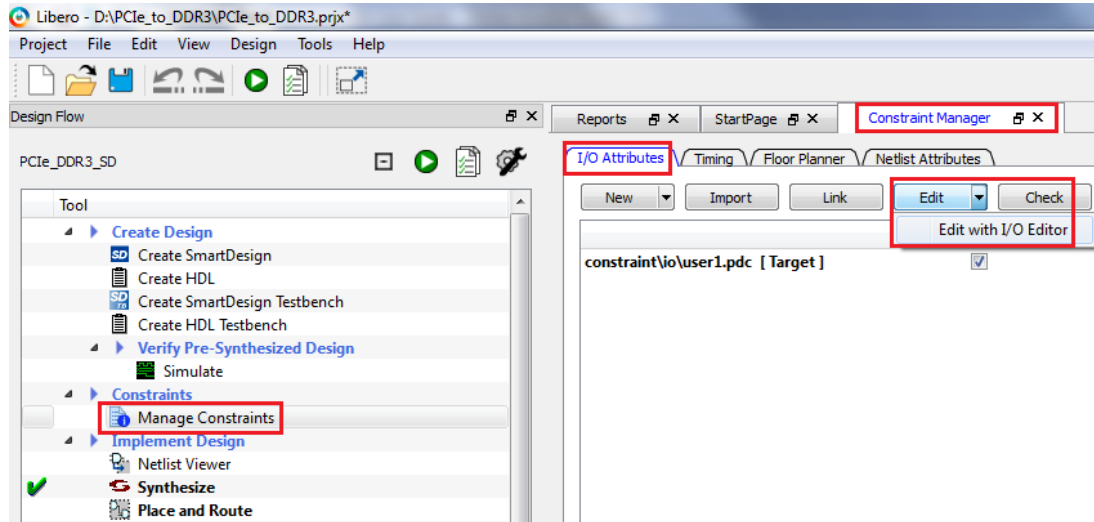 Libero - D:\PCIe_to_DDR3\PCIe_to_DDR3.prjx*
Project File Edit View Design Tools Help
Design Flow
Reports StartPage Constraint Manager
PCIe_DDR3_SD
I/O Attributes Timing Floor Planner Netlist Attributes
New Import Link Edit Check
Edit with I/O Editor
constraint\io\user1.pdc [ Target ]
Tool
Create Design
SD Create SmartDesign
Create HDL
SD Create SmartDesign Testbench
Create HDL Testbench
Verify Pre-Synthesized Design
Simulate
Constraints
Manage Constraints
Implement Design
Netlist Viewer
Synthesize
Place and Route